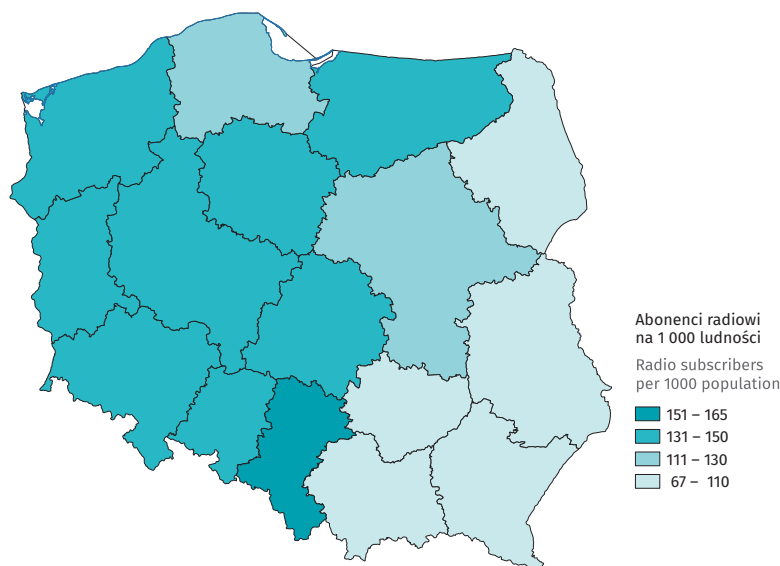 Abonenci radiowi
na 1 000 ludności
Radio subscribers
per 1000 population
151 – 165
131 – 150
111 – 130
67 – 110